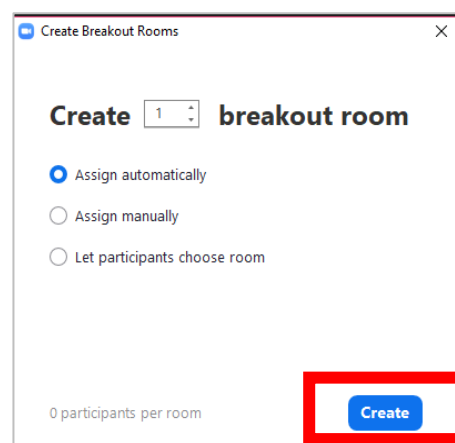 Create Breakout Rooms
Create 1 breakout room
Assign automatically
Assign manually
Let participants choose room
0 participants per room Create